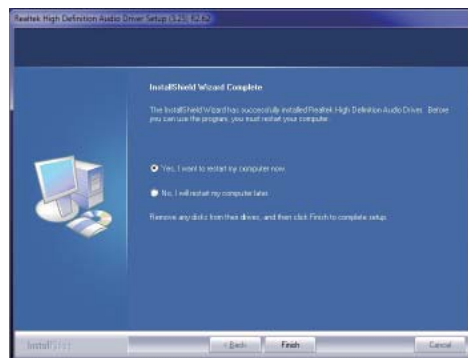 Realtek High Definition Audio Driver Setup (3.25) R2.62
InstallShield Wizard Complete
The InstallShield Wizard has successfully installed Realtek High Definition Audio Driver. Before
you can use the program, you must restart your computer.
Yes, I want to restart my computer now.
No, I will restart my computer later.
Remove any disks from their drives, and then click Finish to complete setup.
InstallShield
< Back
Finish
Cancel